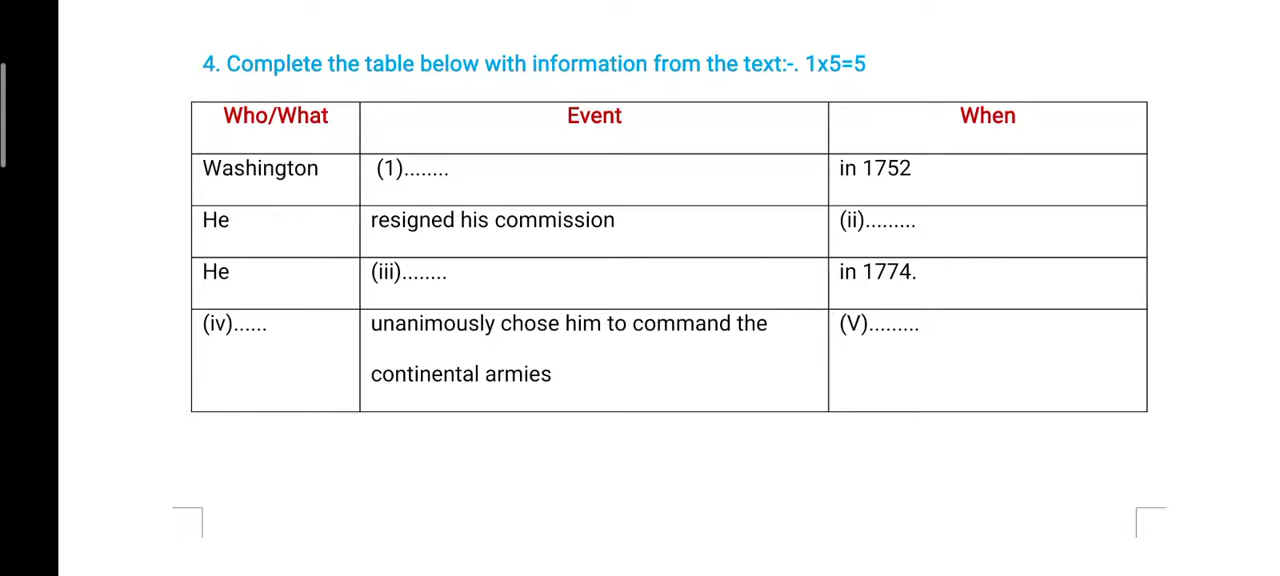 4. Complete the table below with information from the text:-. 1x5=5
Who/What Event When
Washington (1)........ in 1752
He resigned his commission (ii).........
He (iii)........ in 1774.
(iv)...... unanimously chose him to command the (V).........
continental armies